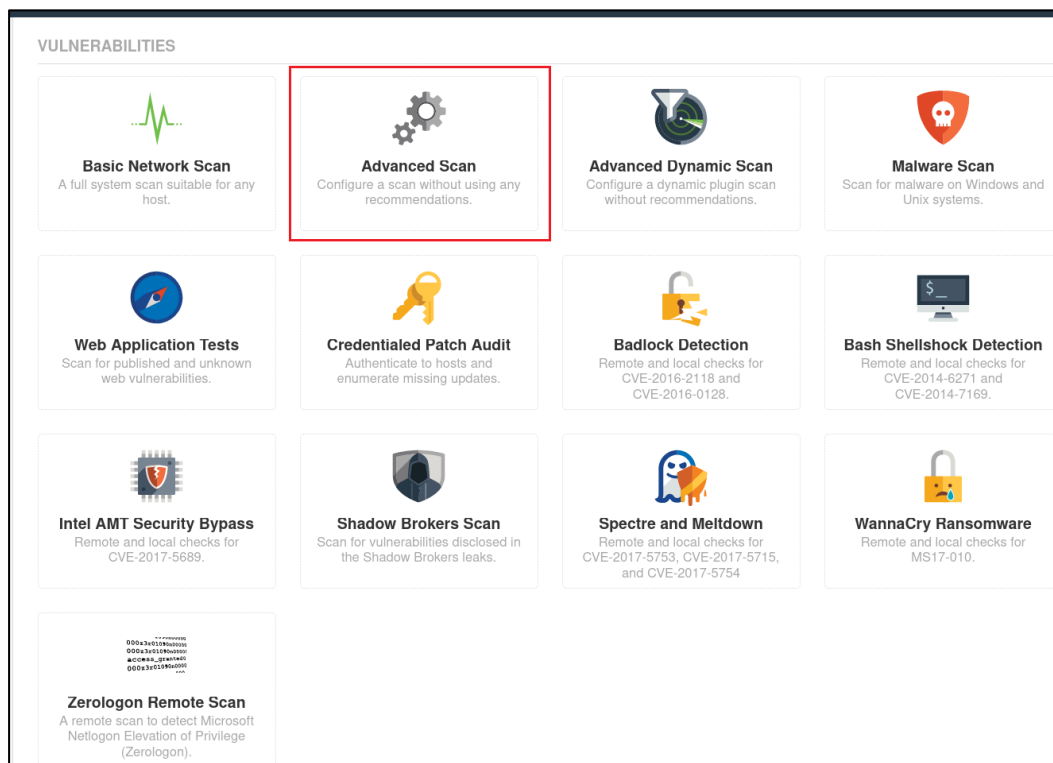 VULNERABILITIES
Basic Network Scan
A full system scan suitable for any
host.
Advanced Scan
Configure a scan without using any
recommendations.
Advanced Dynamic Scan
Configure a dynamic plugin scan
without recommendations.
Malware Scan
Scan for malware on Windows and
Unix systems.
Web Application Tests
Scan for published and unknown
web vulnerabilities.
Credentialed Patch Audit
Authenticate to hosts and
enumerate missing updates.
Badlock Detection
Remote and local checks for
CVE-2016-2118 and
CVE-2016-0128.
$_
Bash Shellshock Detection
Remote and local checks for
CVE-2014-6271 and
CVE-2014-7169.
Intel AMT Security Bypass
Remote and local checks for
CVE-2017-5689.
Shadow Brokers Scan
Scan for vulnerabilities disclosed in
the Shadow Brokers leaks.
Spectre and Meltdown
Remote and local checks for
CVE-2017-5753, CVE-2017-5715,
and CVE-2017-5754
WannaCry Ransomware
Remote and local checks for
MS17-010.
Zerologon Remote Scan
A remote scan to detect Microsoft
Netlogon Elevation of Privilege
(Zerologon).